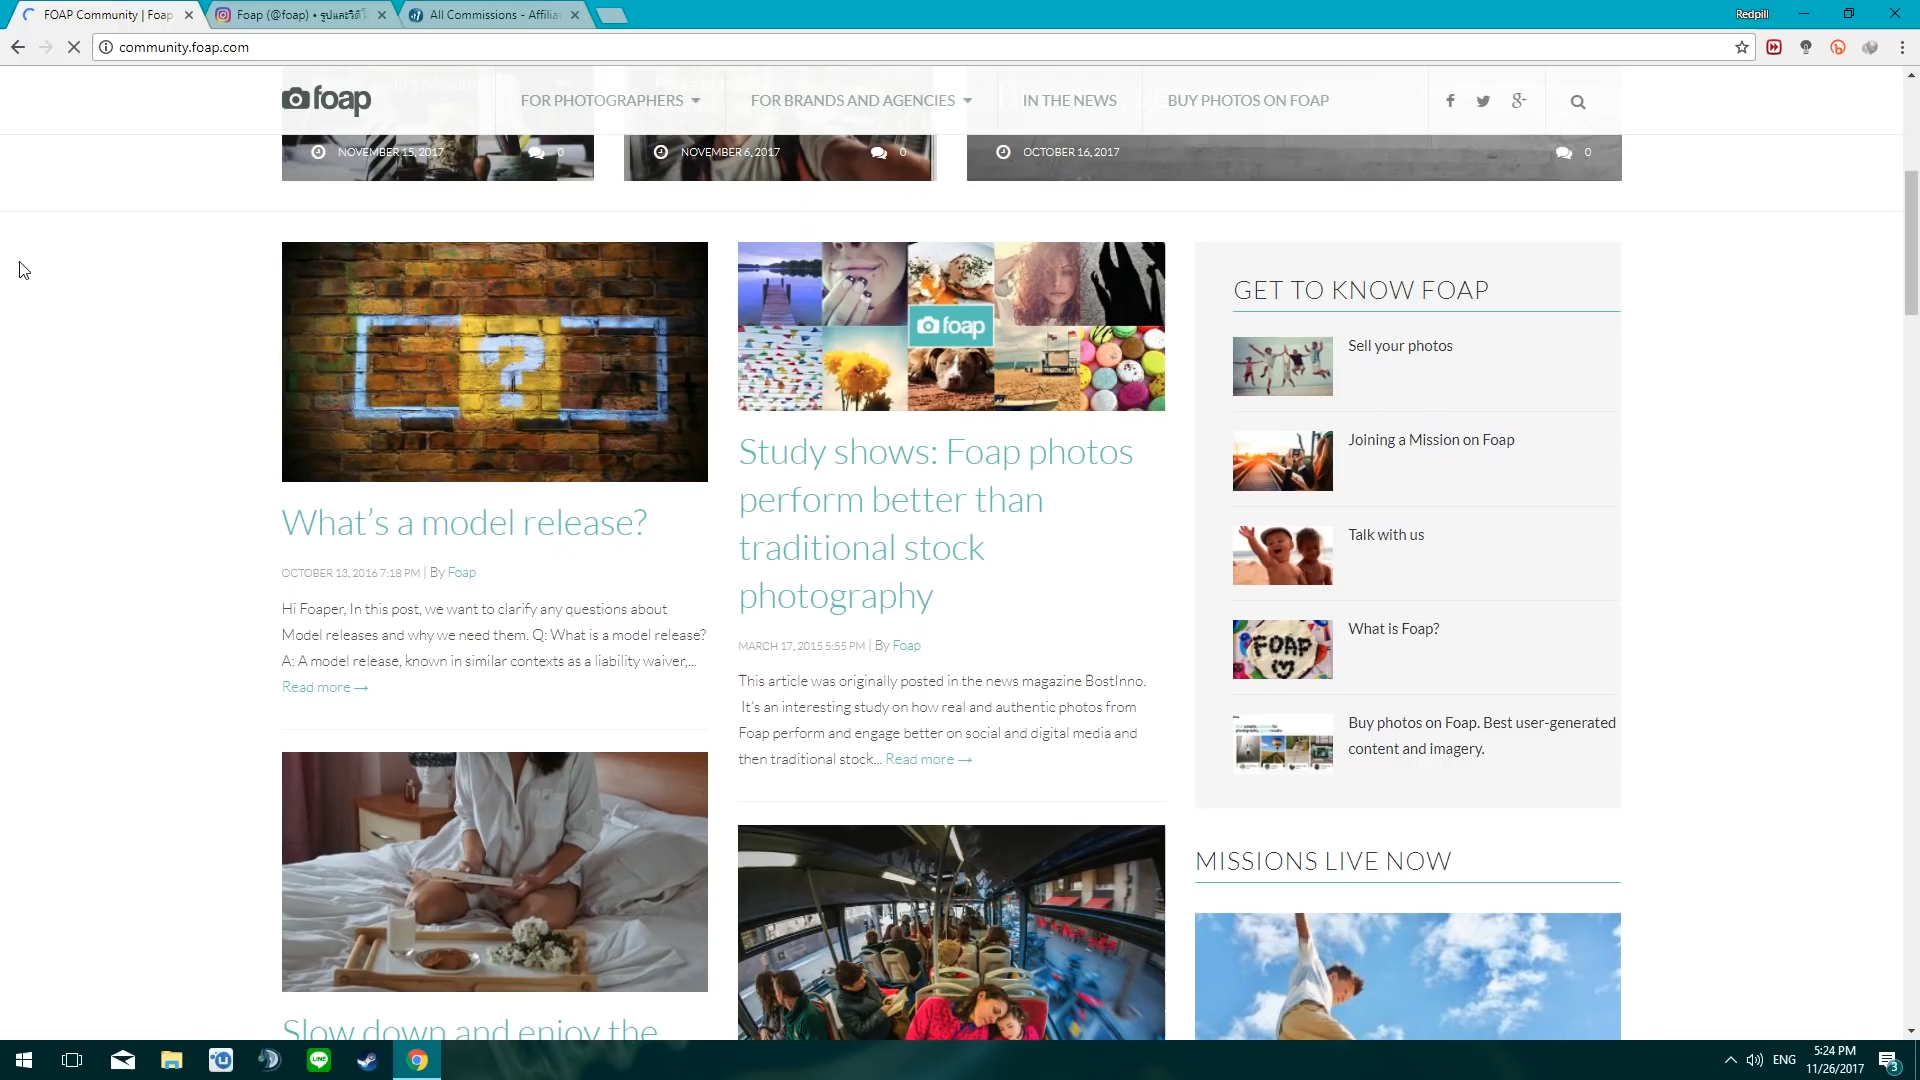 FOAP Community | Foap
Foap (@foap) •
All Commissions - Affilia
Redpill
community.foap.com
foap
FOR PHOTOGRAPHERS
FOR BRANDS AND AGENCIES
IN THE NEWS
BUY PHOTOS ON FOAP
NOVEMBER 15, 2017
0
NOVEMBER 6, 2017
0
OCTOBER 16, 2017
0
?
What's a model release?
OCTOBER 13, 2016 7:18 PM | By Foap
Hi Foaper, In this post, we want to clarify any questions about
Model releases and why we need them. Q: What is a model release?
A: A model release, known in similar contexts as a liability waiver,...
Read more →
Slow down and enjoy the
foap
Study shows: Foap photos
perform better than
traditional stock
photography
MARCH 17, 2015 5:55 PM | By Foap
This article was originally posted in the news magazine BostInno.
It's an interesting study on how real and authentic photos from
Foap perform and engage better on social and digital media and
then traditional stock... Read more →
GET TO KNOW FOAP
Sell your photos
Joining a Mission on Foap
Talk with us
FOAP
What is Foap?
Buy photos on Foap. Best user-generated
content and imagery.
MISSIONS LIVE NOW
LINE
ENG
5:24 PM
11/26/2017
3